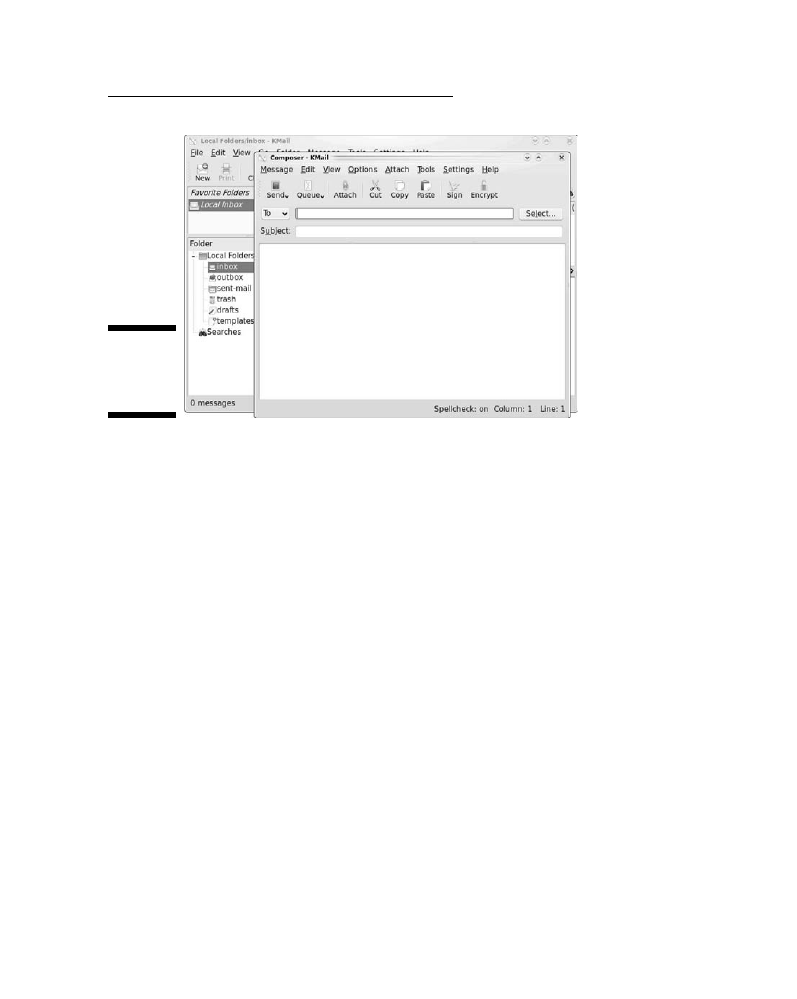 Local Folders/inbox - KMail
File Edit View
New Print
Favorite Folders
Local Inbox
Folder
Local Folders
inbox
outbox
sent-mail
trash
drafts
templates
Searches
0 messages
Composer - KMail
Message Edit View Options Attach Tools Settings Help
Send Queue Attach Cut Copy Paste Sign Encrypt
To Select...
Subject:
Spellcheck: on Column: 1 Line: 1